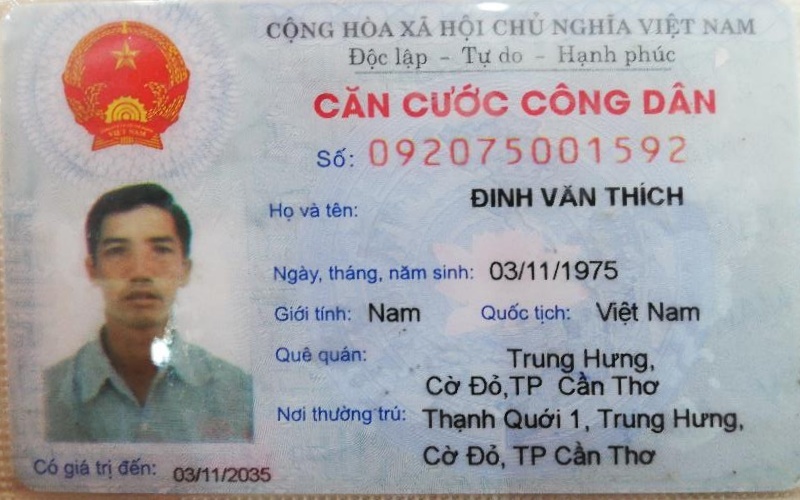 CỘNG HÒA XÃ HỘI CHỦ NGHĨA VIỆT NAM
Độc lập - Tự do - Hạnh phúc
CĂN CƯỚC CÔNG DÂN
Số: 092075001592
Họ và tên: ĐINH VĂN THÍCH
Ngày, tháng, năm sinh: 03/11/1975
Giới tính: Nam Quốc tịch: Việt Nam
Quê quán: Trung Hưng,
Cờ Đỏ,TP Cần Thơ
Nơi thường trú: Thạnh Quới 1, Trung Hưng,
Cờ Đỏ, TP Cần Thơ
Có giá trị đến: 03/11/2035
VIỆT NAM